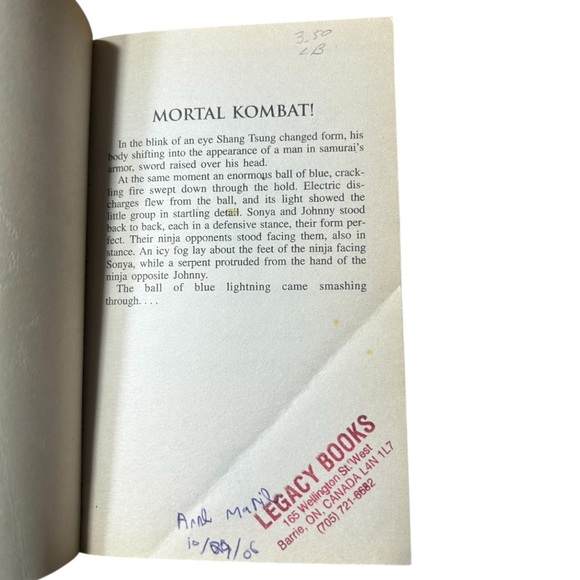 3.50
LB
MORTAL KOMBAT!
In the blink of an eye Shang Tsung changed form, his
body shifting into the appearance of a man in samurai's
armor, sword raised over his head.
At the same moment an enormous ball of blue, crack-
ling fire swept down through the hold. Electric dis-
charges flew from the ball, and its light showed the
little group in startling detail. Sonya and Johnny stood
back to back, each in a defensive stance, their form per-
fect. Their ninja opponents stood facing them, also in
stance. An icy fog lay about the feet of the ninja facing
Sonya, while a serpent protruded from the hand of the
ninja opposite Johnny.
The ball of blue lightning came smashing
through. . . .
LEGACY BOOKS
165 Wellington St. West
Barrie, ON, CANADA L4N 1L7
(705) 721-6682